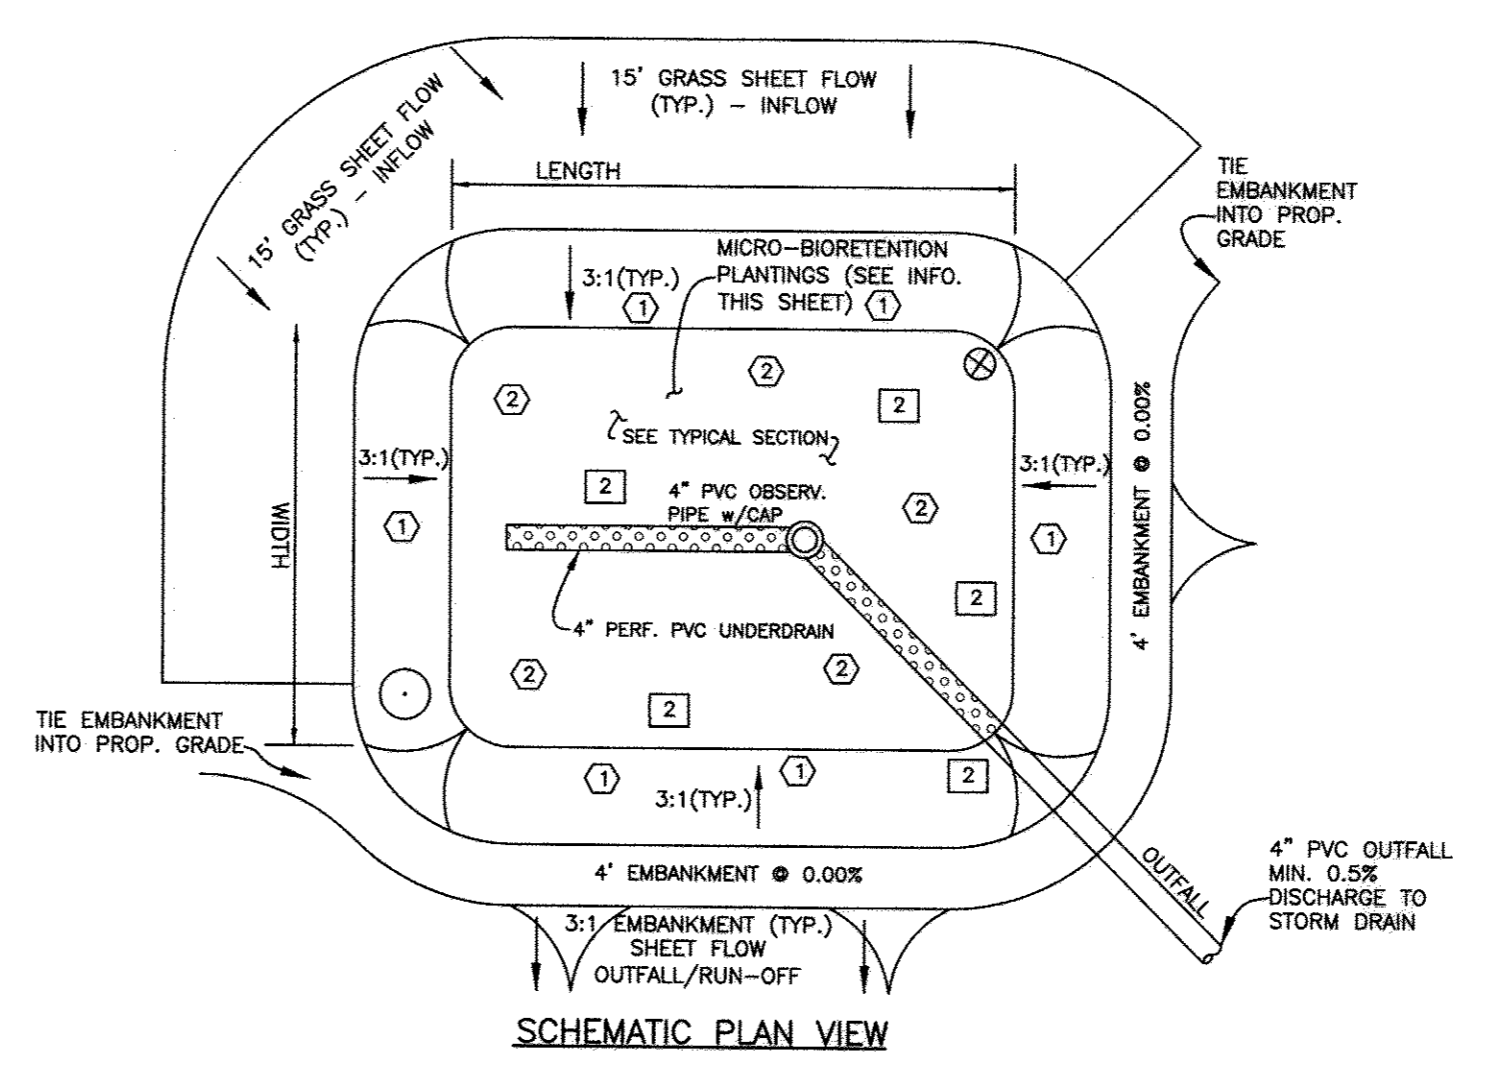 15' GRASS SHEET FLOW
(TYP.) - INFLOW
15' GRASS SHEET FLOW
(TYP.) - INFLOW
LENGTH
TIE
EMBANKMENT
INTO PROP.
GRADE
MICRO-BIORETENTION
PLANTINGS (SEE INFO.
THIS SHEET)
1
3:1(TYP.)
1
2
2
2
SEE TYPICAL SECTION
3:1(TYP.)
3:1(TYP.)
4' EMBANKMENT @ 0.00%
2
4" PVC OBSERV.
PIPE w/CAP
2
1
1
WIDTH
2
4" PERF. PVC UNDERDRAIN
2
2
2
TIE EMBANKMENT
INTO PROP. GRADE
1
1
2
3:1(TYP.)
4' EMBANKMENT @ 0.00%
OUTFALL
4" PVC OUTFALL
MIN. 0.5%
DISCHARGE TO
STORM DRAIN
3:1 EMBANKMENT (TYP.)
SHEET FLOW
OUTFALL/RUN-OFF
SCHEMATIC PLAN VIEW